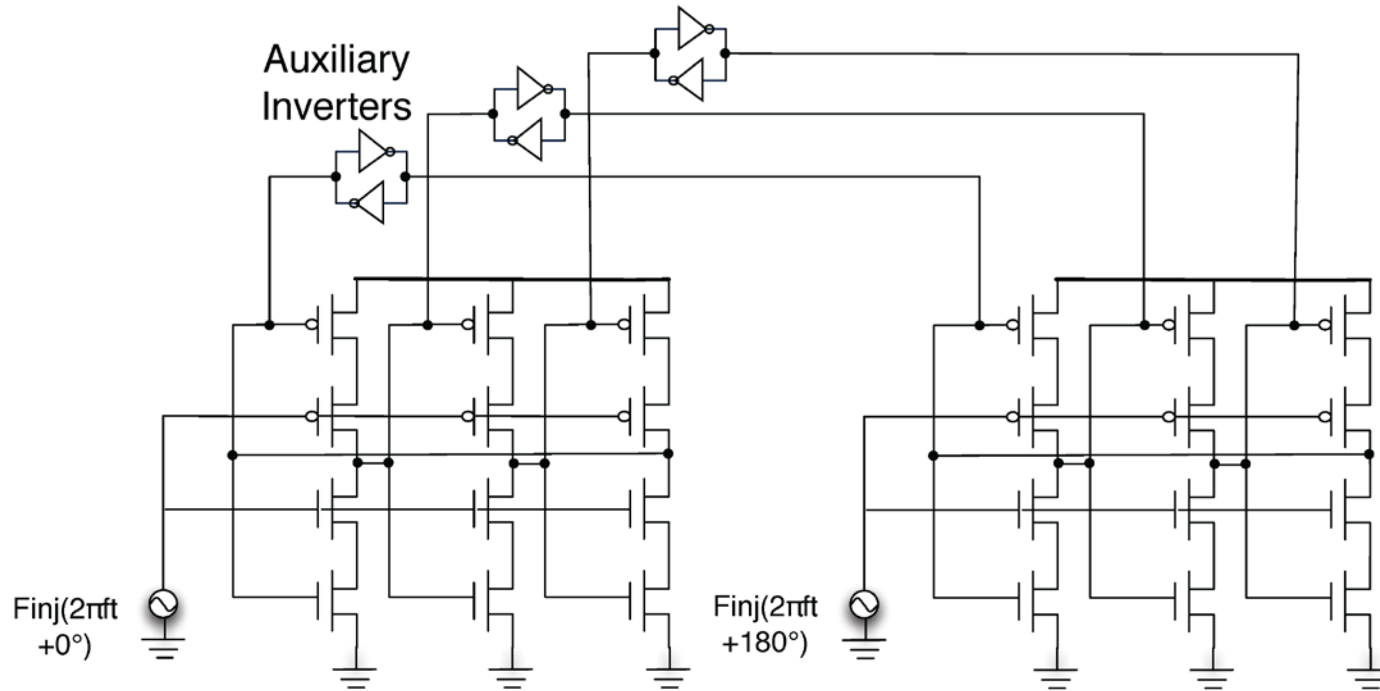 Auxiliary
Inverters
Finj(2πft
+0°)
Finj(2πft
+180°)